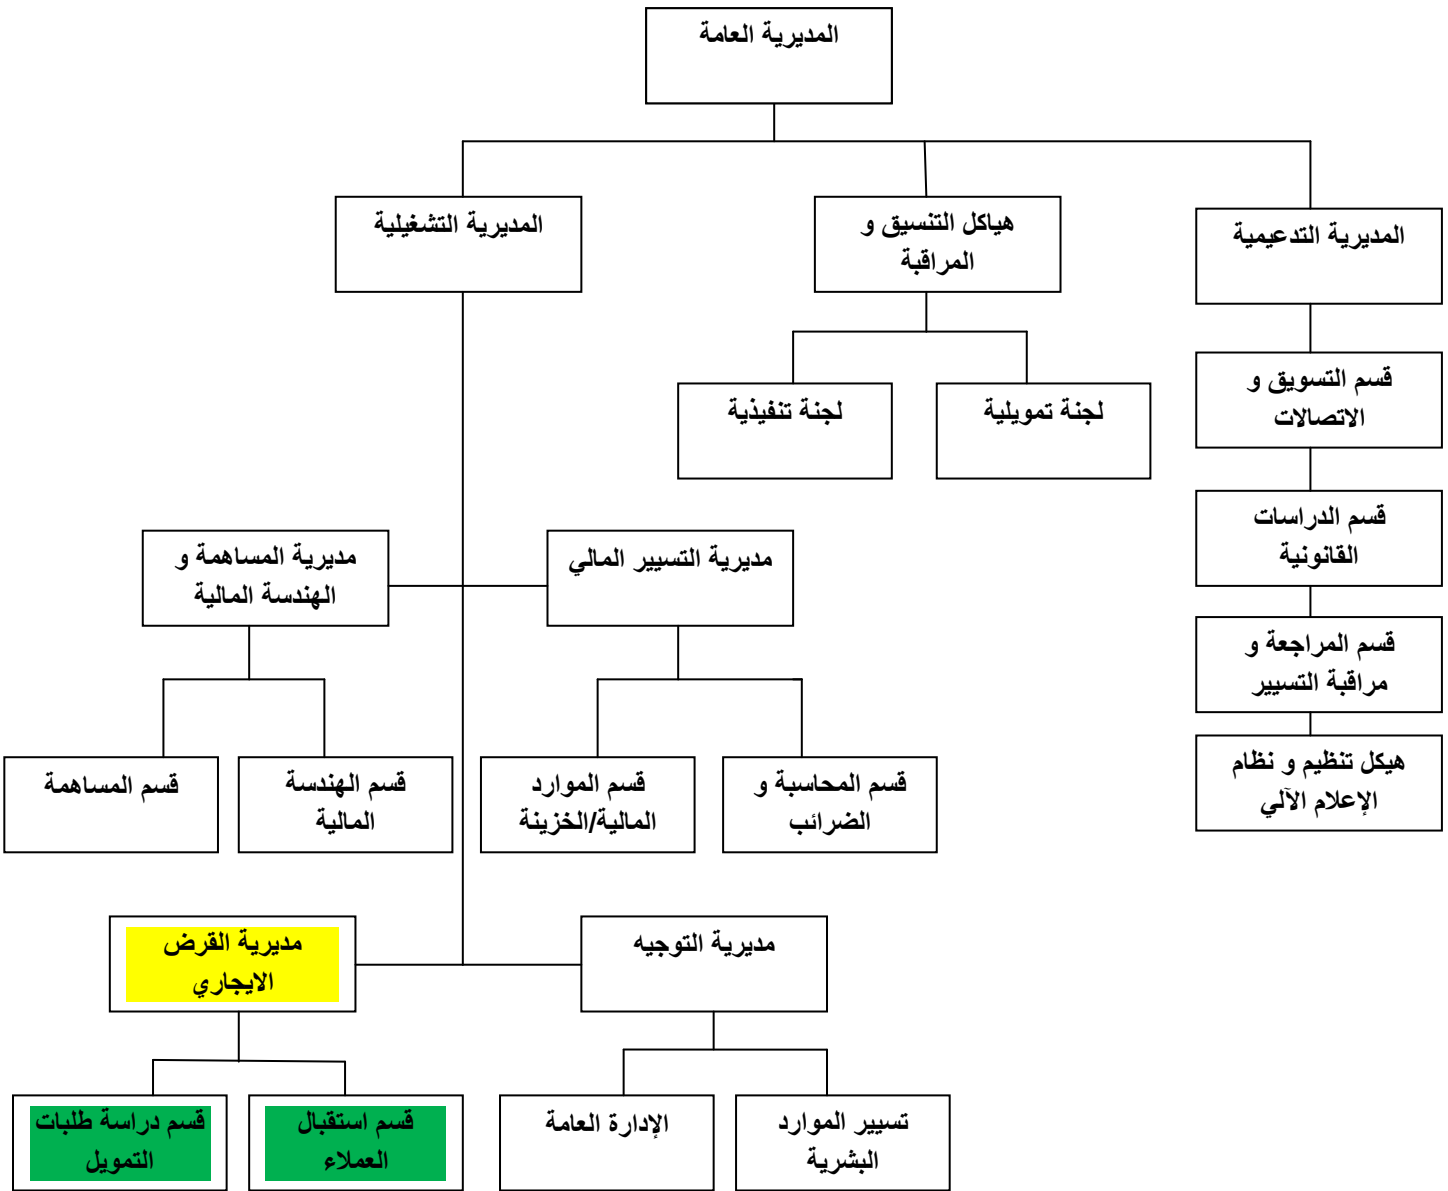 المديرية العامة
المديرية التدعيمية
هياكل التنسيق و
المراقبة
المديرية التشغيلية
قسم التسويق و
الاتصالات
لجنة تمويلية
لجنة تنفيذية
قسم الدراسات
القانونية
مديرية التسيير المالي
مديرية المساهمة و
الهندسة المالية
قسم المراجعة و
مراقبة التسيير
هيكل تنظيم و نظام
الإعلام الآلي
قسم المحاسبة و
الضرائب
قسم الموارد
المالية/الخزينة
قسم الهندسة
المالية
قسم المساهمة
مديرية التوجيه
مديرية القرض
الايجاري
تسيير الموارد
البشرية
الإدارة العامة
قسم استقبال
العملاء
قسم دراسة طلبات
التمويل